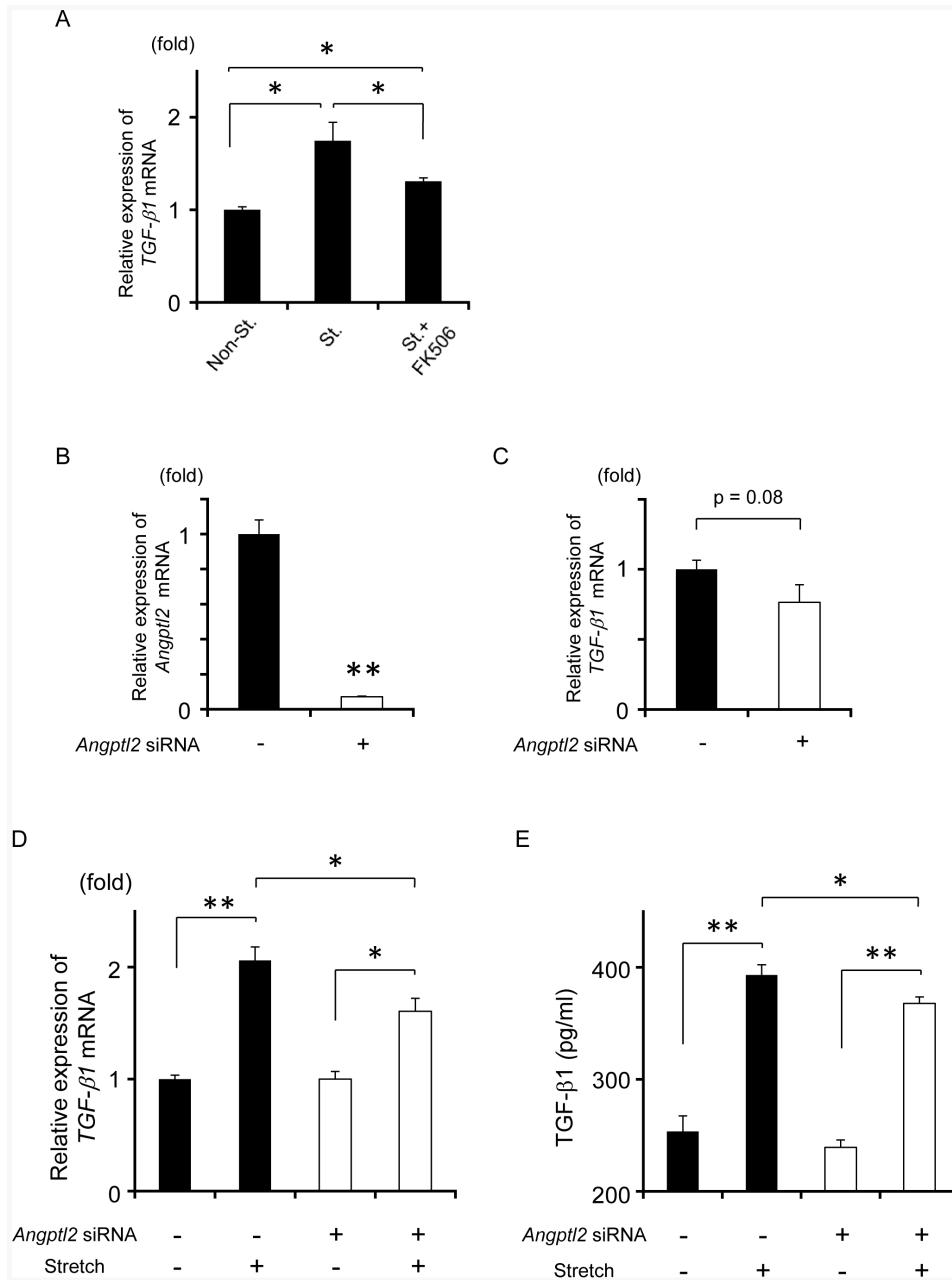 A
(fold)
Relative expression of
TGF-β1 mRNA
2
1
0
*
*
*
Non-St.
St.
St.+
FK506
B
(fold)
Relative expression of
Angptl2 mRNA
1
0
**
Angptl2 siRNA - +
C
(fold)
Relative expression of
TGF-β1 mRNA
1
0
p = 0.08
Angptl2 siRNA - +
D
(fold)
Relative expression of
TGF-β1 mRNA
2
1
0
*
**
*
Angptl2 siRNA - - + +
Stretch - + - +
E
TGF-β1 (pg/ml)
400
300
200
*
**
**
Angptl2 siRNA - - + +
Stretch - + - +